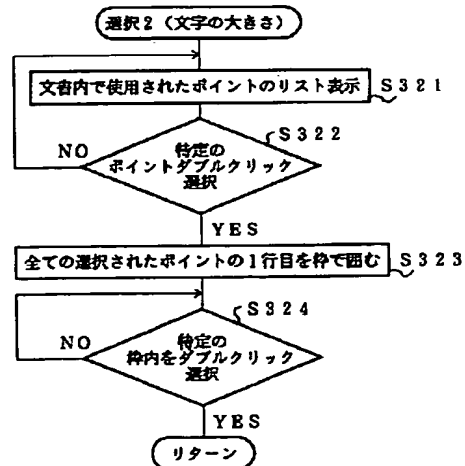 選択2（文字の大きさ）
文書内で使用されたポイントのリスト表示
S321
S322
NO
特定の
ポイントダブルクリック
選択
YES
全ての選択されたポイントの1行目を枠で囲む
S323
S324
NO
特定の
枠内をダブルクリック
選択
YES
リターン